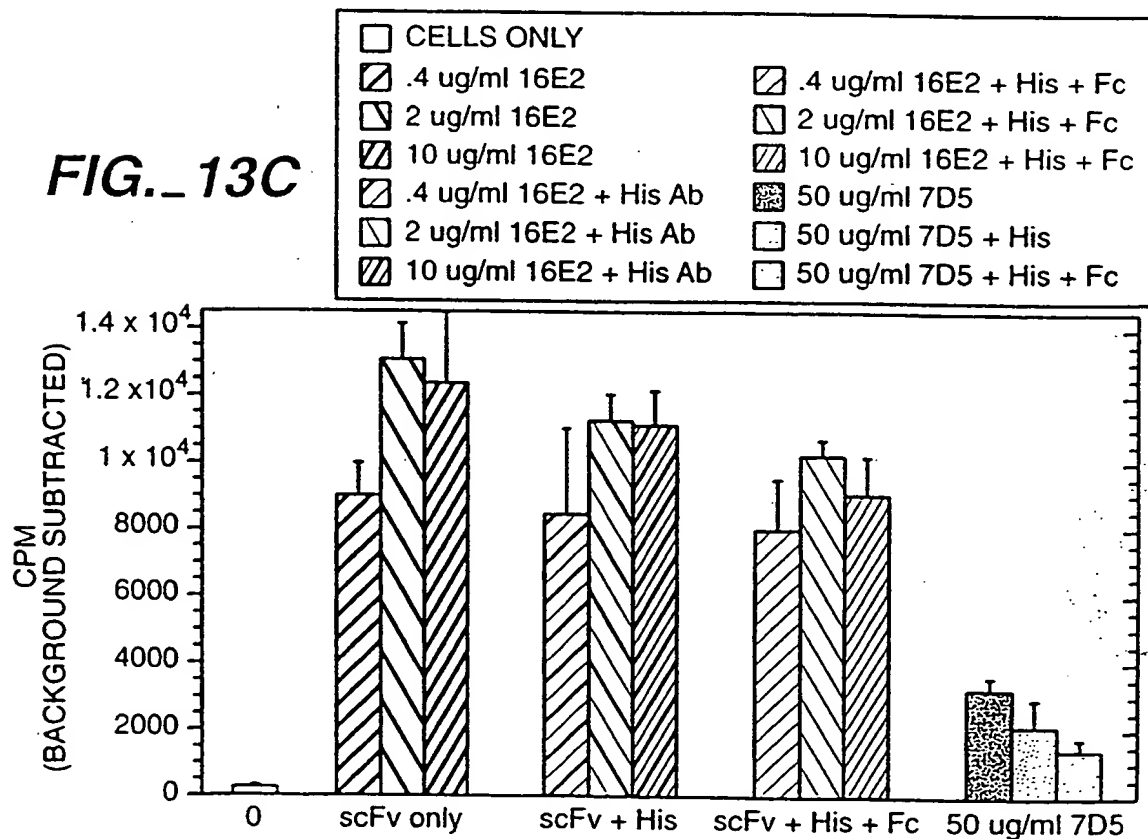 FIG._13C
CELLS ONLY
.4 ug/ml 16E2
2 ug/ml 16E2
10 ug/ml 16E2
.4 ug/ml 16E2 + His Ab
2 ug/ml 16E2 + His Ab
10 ug/ml 16E2 + His Ab
.4 ug/ml 16E2 + His + Fc
2 ug/ml 16E2 + His + Fc
10 ug/ml 16E2 + His + Fc
50 ug/ml 7D5
50 ug/ml 7D5 + His
50 ug/ml 7D5 + His + Fc
CPM
(BACKGROUND SUBTRACTED)
1.4 x 10⁴
1.2 x10⁴
1 x 10⁴
8000
6000
4000
2000
0
0
scFv only
scFv + His
scFv + His + Fc
50 ug/ml 7D5